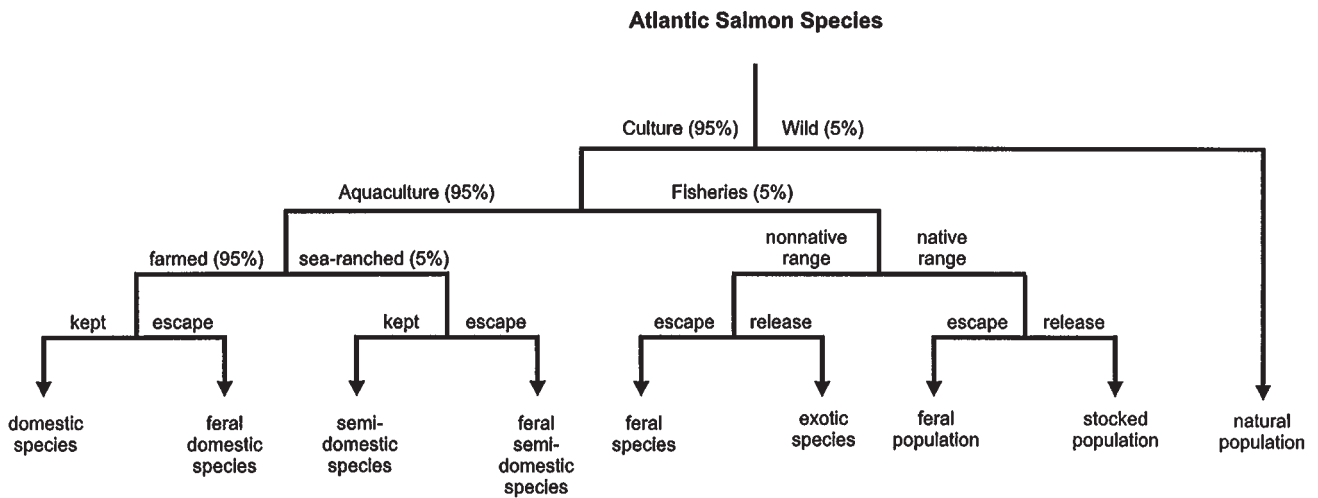 Atlantic Salmon Species
Culture (95%) Wild (5%)
Aquaculture (95%) Fisheries (5%)
nonnative
range
native
range
farmed (95%) sea-ranched (5%)
kept escape kept escape escape release escape release
domestic
species
feral
domestic
species
semi-
domestic
species
feral
semi-
domestic
species
feral
species
exotic
species
feral
population
stocked
population
natural
population